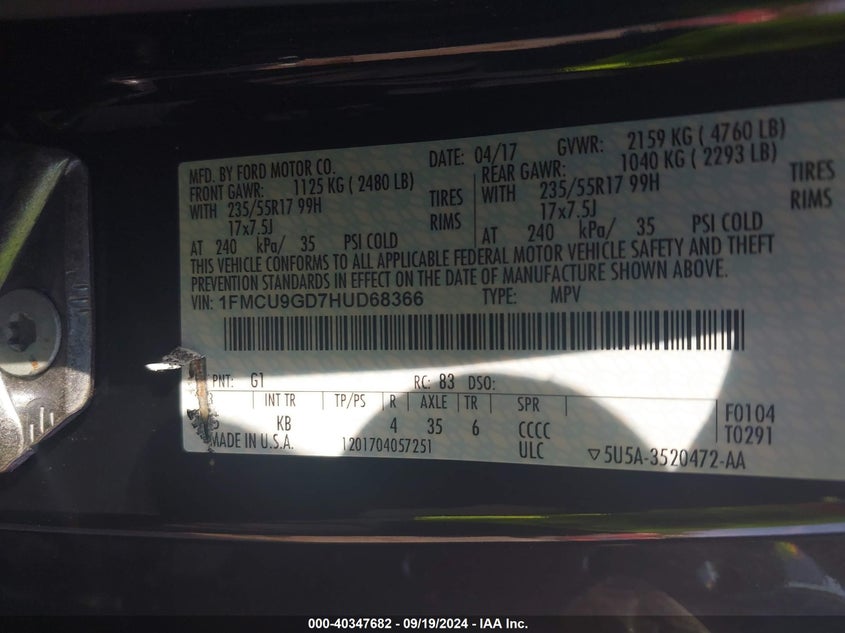 MFD. BY FORD MOTOR CO. DATE: 04/17 GVWR: 2159 KG ( 4760 LB)
FRONT GAWR: 1125 KG ( 2480 LB) REAR GAWR: 1040 KG ( 2293 LB)
WITH 235/55R17 99H TIRES WITH 235/55R17 99H TIRES
17x7.5J RIMS 17x7.5J RIMS
AT 240 kPa/ 35 PSI COLD AT 240 kPa/ 35 PSI COLD
THIS VEHICLE CONFORMS TO ALL APPLICABLE FEDERAL MOTOR VEHICLE SAFETY AND THEFT
PREVENTION STANDARDS IN EFFECT ON THE DATE OF MANUFACTURE SHOWN ABOVE.
VIN: 1FMCU9GD7HUD68366 TYPE: MPV
PNT: G1 RC: 83 DSO:
INT TR TP/PS R AXLE TR SPR F0104
KB 4 35 6 CCCC T0291
MADE IN U.S.A. 1201704057251 ULC ▽5U5A-3520472-AA
000-40347682 - 09/19/2024 - IAA Inc.